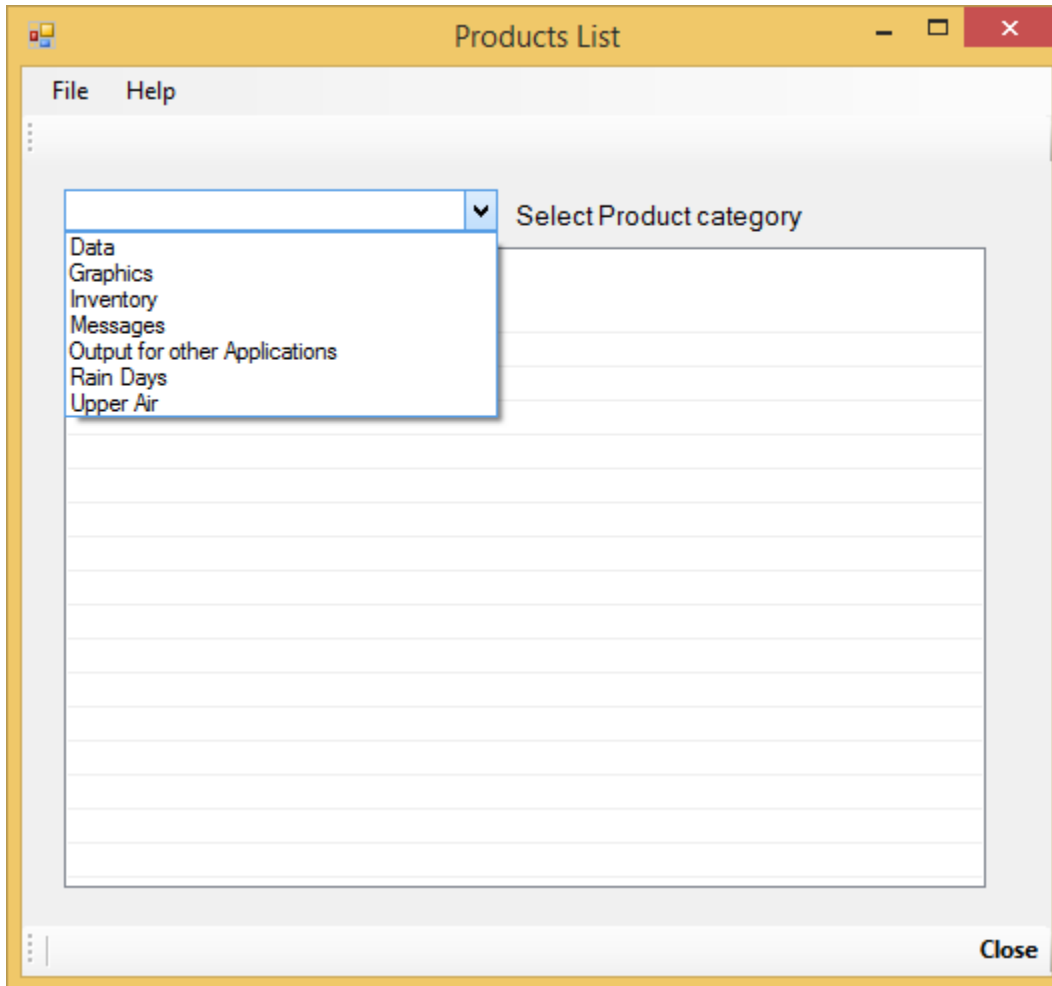 Products List
File Help
Select Product category
Data
Graphics
Inventory
Messages
Output for other Applications
Rain Days
Upper Air
Close